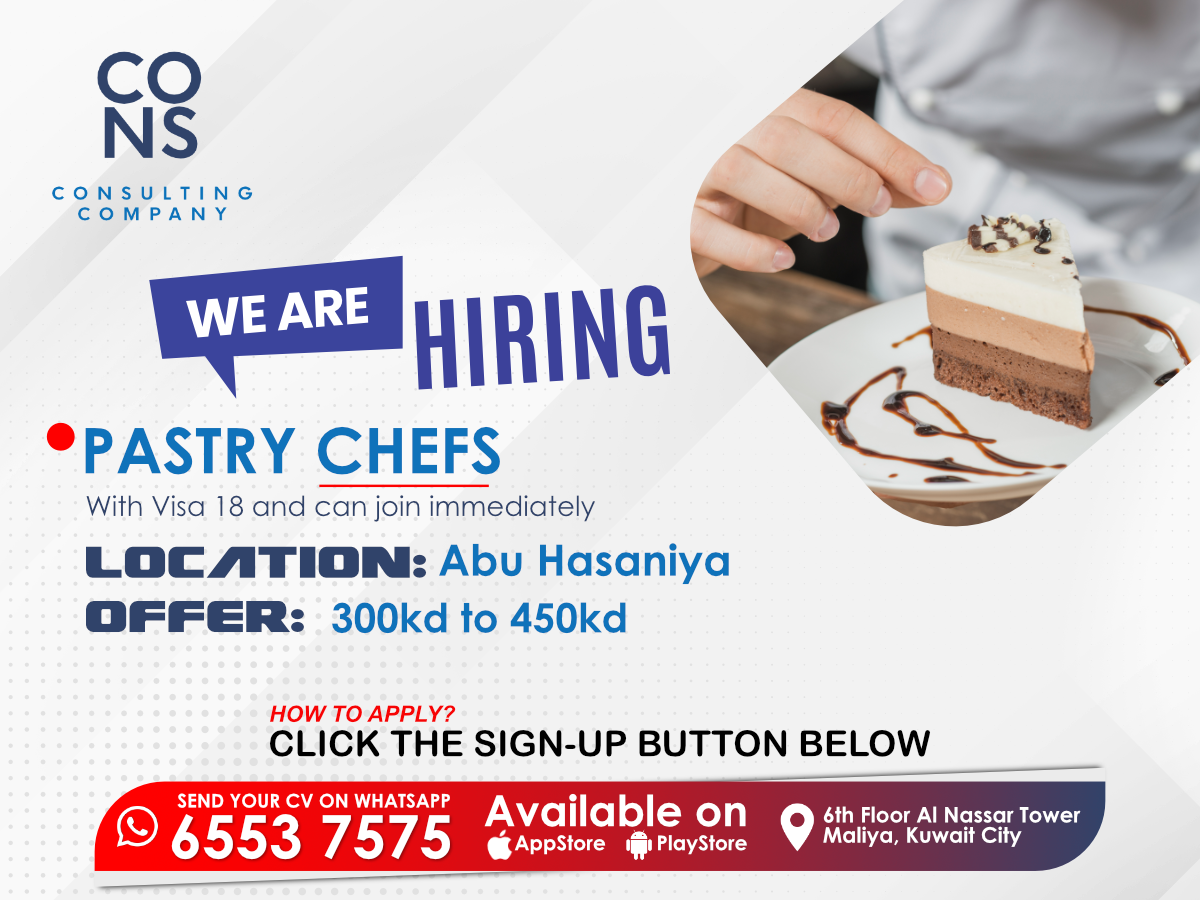 CO
NS
CONSULTING
COMPANY
WE ARE HIRING
PASTRY CHEFS
With Visa 18 and can join immediately
LOCATION: Abu Hasaniya
OFFER: 300kd to 450kd
HOW TO APPLY?
CLICK THE SIGN-UP BUTTON BELOW
SEND YOUR CV ON WHATSAPP
6553 7575
Available on
AppStore PlayStore
6th Floor Al Nassar Tower
Maliya, Kuwait City